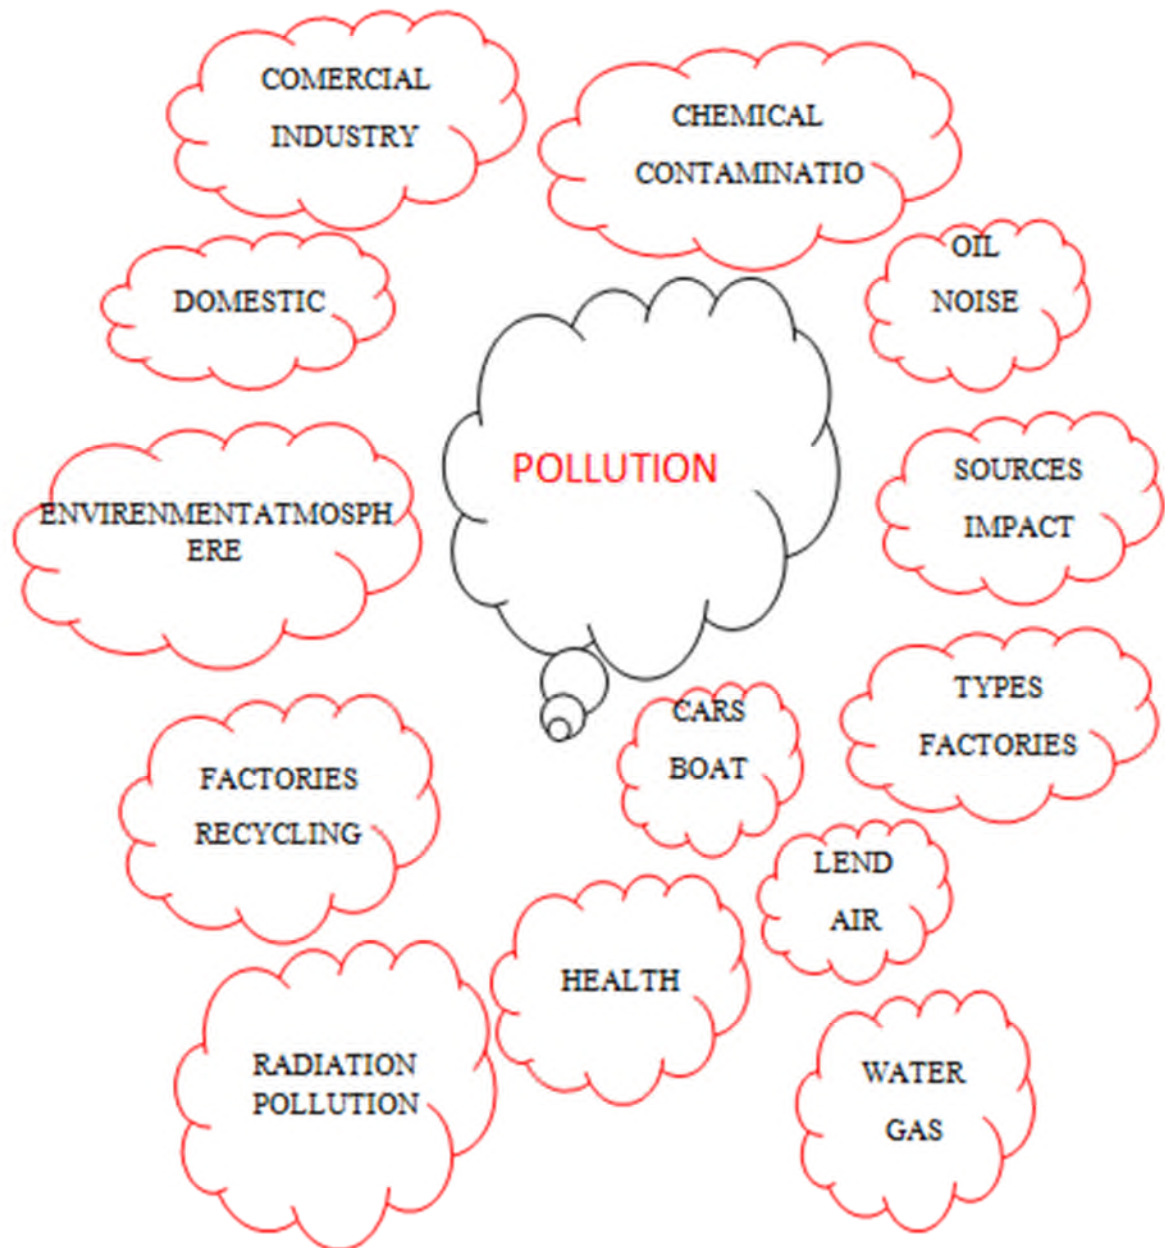 COMERCIAL
INDUSTRY
CHEMICAL
CONTAMINATIO
OIL
NOISE
DOMESTIC
POLLUTION
SOURCES
IMPACT
ENVIRENMENTATMOSPH
ERE
TYPES
FACTORIES
CARS
BOAT
FACTORIES
RECYCLING
LEND
AIR
HEALTH
RADIATION
POLLUTION
WATER
GAS